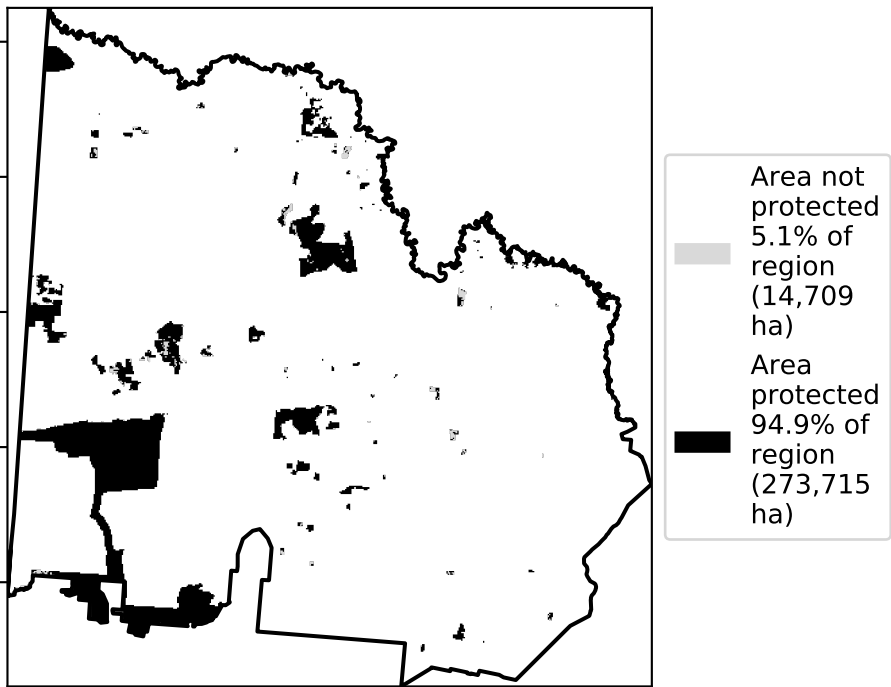 Area not
protected
5.1% of
region
(14,709
ha)
Area
protected
94.9% of
region
(273,715
ha)